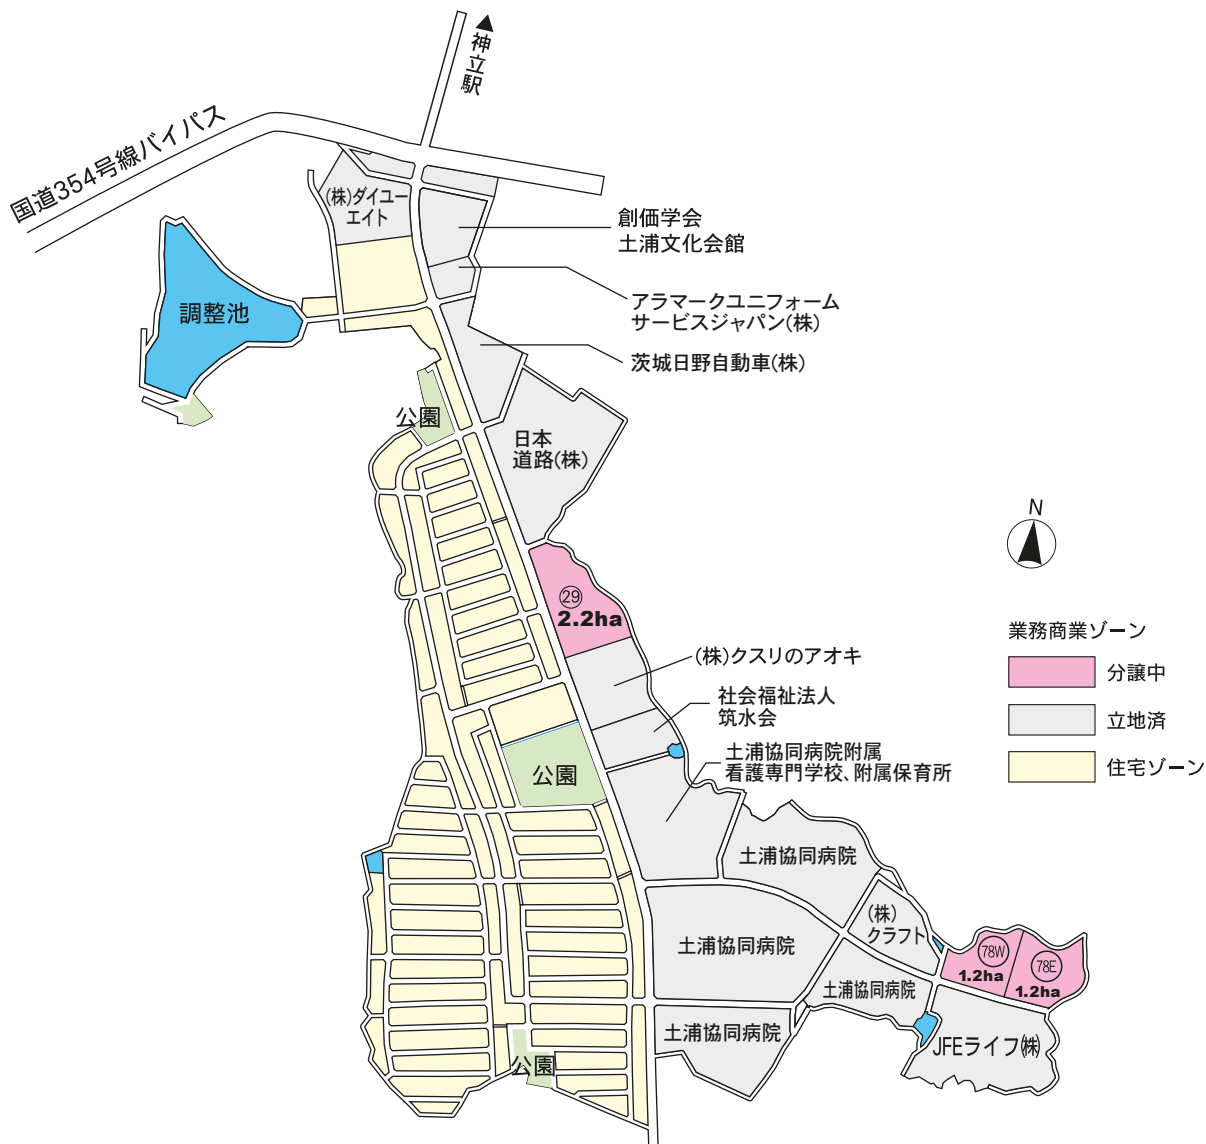 ▲神立駅
国道354号線バイパス
(株)ダイユー
エイト
創価学会
土浦文化会館
アラマークユニフォーム
サービスジャパン(株)
茨城日野自動車(株)
調整池
公園
日本
道路(株)
N
㉙
2.2ha
業務商業ゾーン
分譲中
立地済
住宅ゾーン
(株)クスリのアオキ
社会福祉法人
筑水会
土浦協同病院附属
看護専門学校、附属保育所
公園
土浦協同病院
(株)
クラフト
土浦協同病院
78W
1.2ha
78E
1.2ha
土浦協同病院
土浦協同病院
JFEライフ㈱
公園